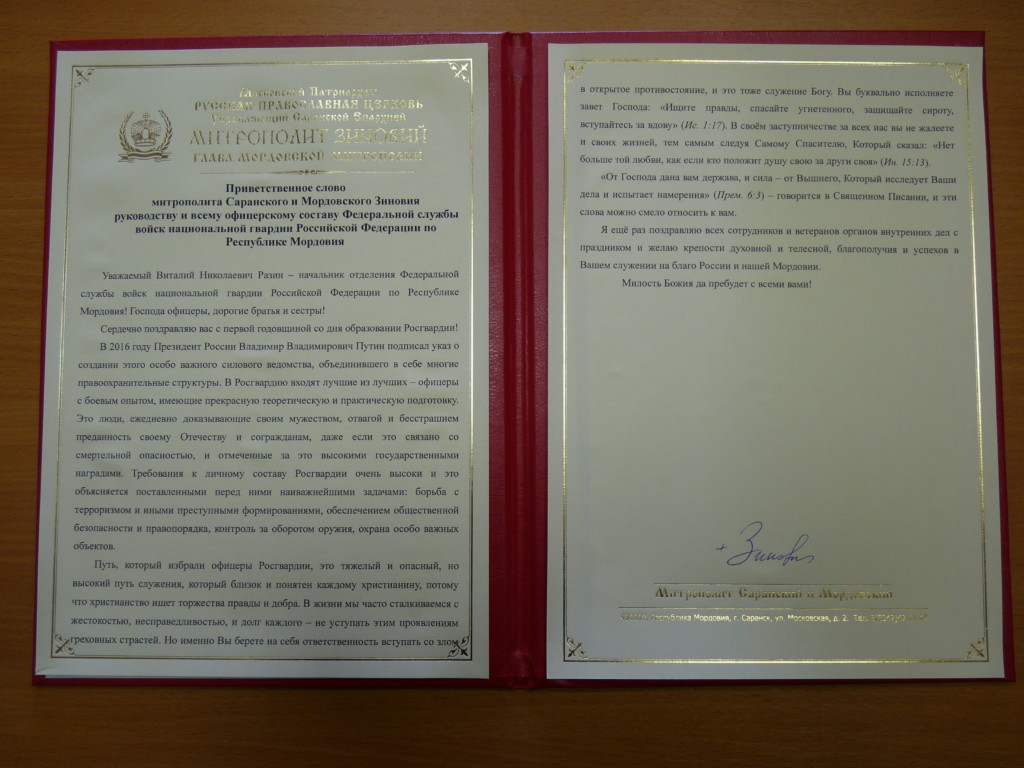 Московский Патриархат
РУССКАЯ ПРАВОСЛАВНАЯ ЦЕРКОВЬ
Управляющий Саранской Епархией
МИТРОПОЛИТ ЗИНОВИЙ
ГЛАВА МОРДОВСКОЙ МИТРОПОЛИИ
Приветственное слово
митрополита Саранского и Мордовского Зиновия
руководству и всему офицерскому составу Федеральной службы
войск национальной гвардии Российской Федерации по
Республике Мордовия
Уважаемый Виталий Николаевич Разин – начальник отделения Федеральной
службы войск национальной гвардии Российской Федерации по Республике
Мордовия! Господа офицеры, дорогие братья и сестры!
Сердечно поздравляю вас с первой годовщиной со дня образовании Росгвардии!
В 2016 году Президент России Владимир Владимирович Путин подписал указ о
создании этого особо важного силового ведомства, объединившего в себе многие
правоохранительные структуры. В Росгвардию входят лучшие из лучших – офицеры
с боевым опытом, имеющие прекрасную теоретическую и практическую подготовку.
Это люди, ежедневно доказывающие своим мужеством, отвагой и бесстрашием
преданность своему Отечеству и согражданам, даже если это связано со
смертельной опасностью, и отмеченные за это высокими государственными
наградами. Требования к личному составу Росгвардии очень высоки и это
объясняется поставленными перед ними наиважнейшими задачами: борьба с
терроризмом и иными преступными формированиями, обеспечением общественной
безопасности и правопорядка, контроль за оборотом оружия, охрана особо важных
объектов.
Путь, который избрали офицеры Росгвардии, это тяжелый и опасный, но
высокий путь служения, который близок и понятен каждому христианину, потому
что христианство ищет торжества правды и добра. В жизни мы часто сталкиваемся с
жестокостью, несправедливостью, и долг каждого – не уступать этим проявлениям
греховных страстей. Но именно Вы берете на себя ответственность вступать со злом
в открытое противостояние, и это тоже служение Богу. Вы буквально исполняете
завет Господа: «Ищите правды, спасайте угнетенного, защищайте сироту,
вступайтесь за вдову» (Ис. 1:17). В своём заступничестве за всех нас вы не жалеете
и своих жизней, тем самым следуя Самому Спасителю, Который сказал: «Нет
больше той любви, как если кто положит душу свою за други своя» (Ин. 15:13).
«От Господа дана вам держава, и сила – от Вышнего, Который исследует Ваши
дела и испытает намерения» (Прем. 6:3) – говорится в Священном Писании, и эти
слова можно смело относить к вам.
Я ещё раз поздравляю всех сотрудников и ветеранов органов внутренних дел с
праздником и желаю крепости духовной и телесной, благополучия и успехов в
Вашем служении на благо России и нашей Мордовии.
Милость Божия да пребудет с всеми вами!
+ Зиновий
Митрополит Саранский и Мордовский
Республика Мордовия, г. Саранск, ул. Московская, д. 2. Тел.